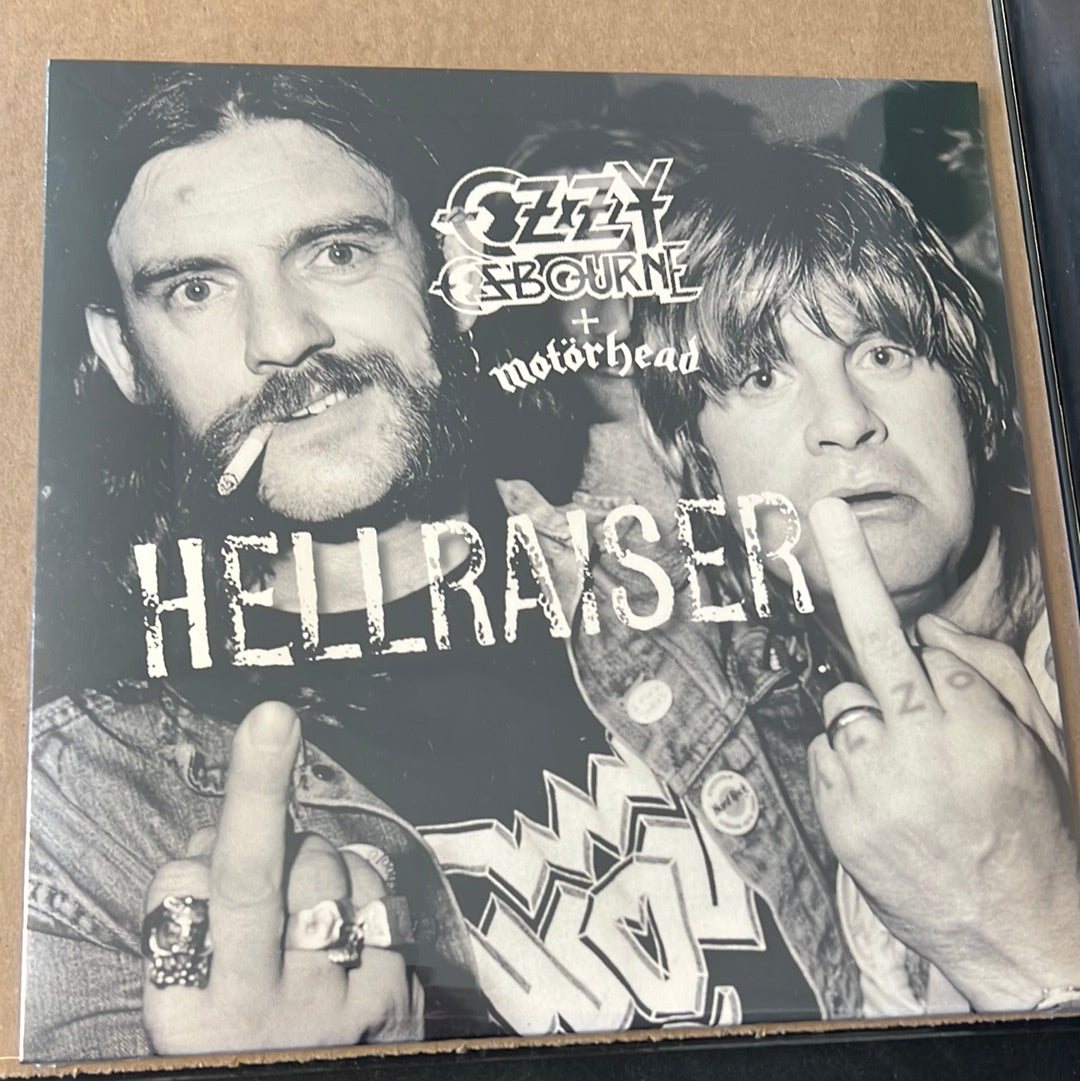 OZZY
OSBOURNE
+
motörhead
HELLRAISER
Z O